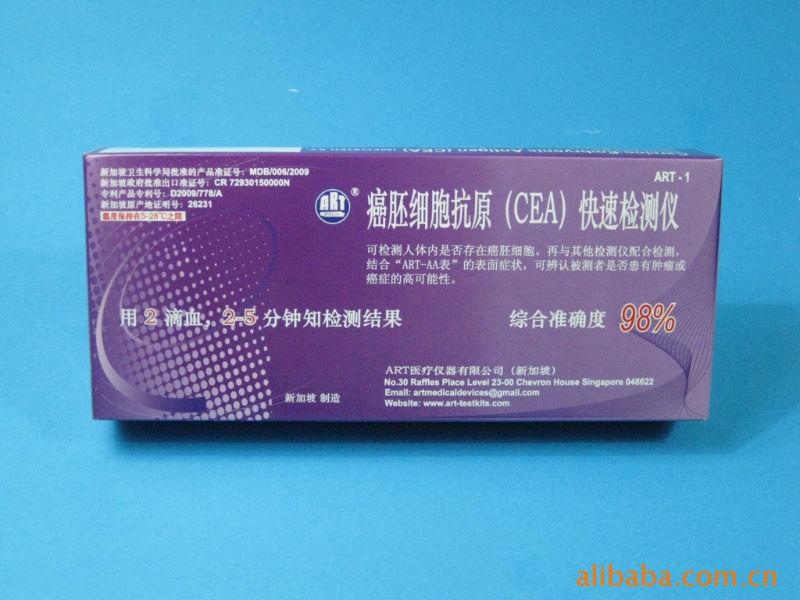 Embryonic Antigen (CEA)
新加坡卫生科学局批准的产品准证号: MDB/006/2009
新加坡政府批准出口准证号: CR 72930150000N
专利产品专利号: D2009/778/A
新加坡原产地证明号: 26231
温度保持在5-28℃之間
ART - 1
ART
®
癌胚细胞抗原 (CEA) 快速检测仪
可检测人体内是否存在癌胚细胞。再与其他检测仪配合检测,
结合“ART-AA表”的表面症状, 可辨认被测者是否患有肿瘤或
癌症的高可能性。
用 2 滴血, 2-5 分钟知检测结果
综合准确度 98%
ART医疗仪器有限公司 (新加坡)
No.30 Raffles Place Level 23-00 Chevron House Singapore 048622
Email: artmedicaldevices@gmail.com
Website: www.art-testkits.com
新加坡 制造
alibaba.com.cn